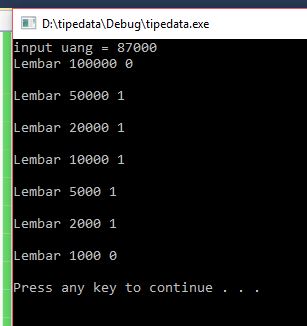 D:\tipedata\Debug\tipedata.exe
input uang = 87000
Lembar 100000 0
Lembar 50000 1
Lembar 20000 1
Lembar 10000 1
Lembar 5000 1
Lembar 2000 1
Lembar 1000 0
Press any key to continue . . .